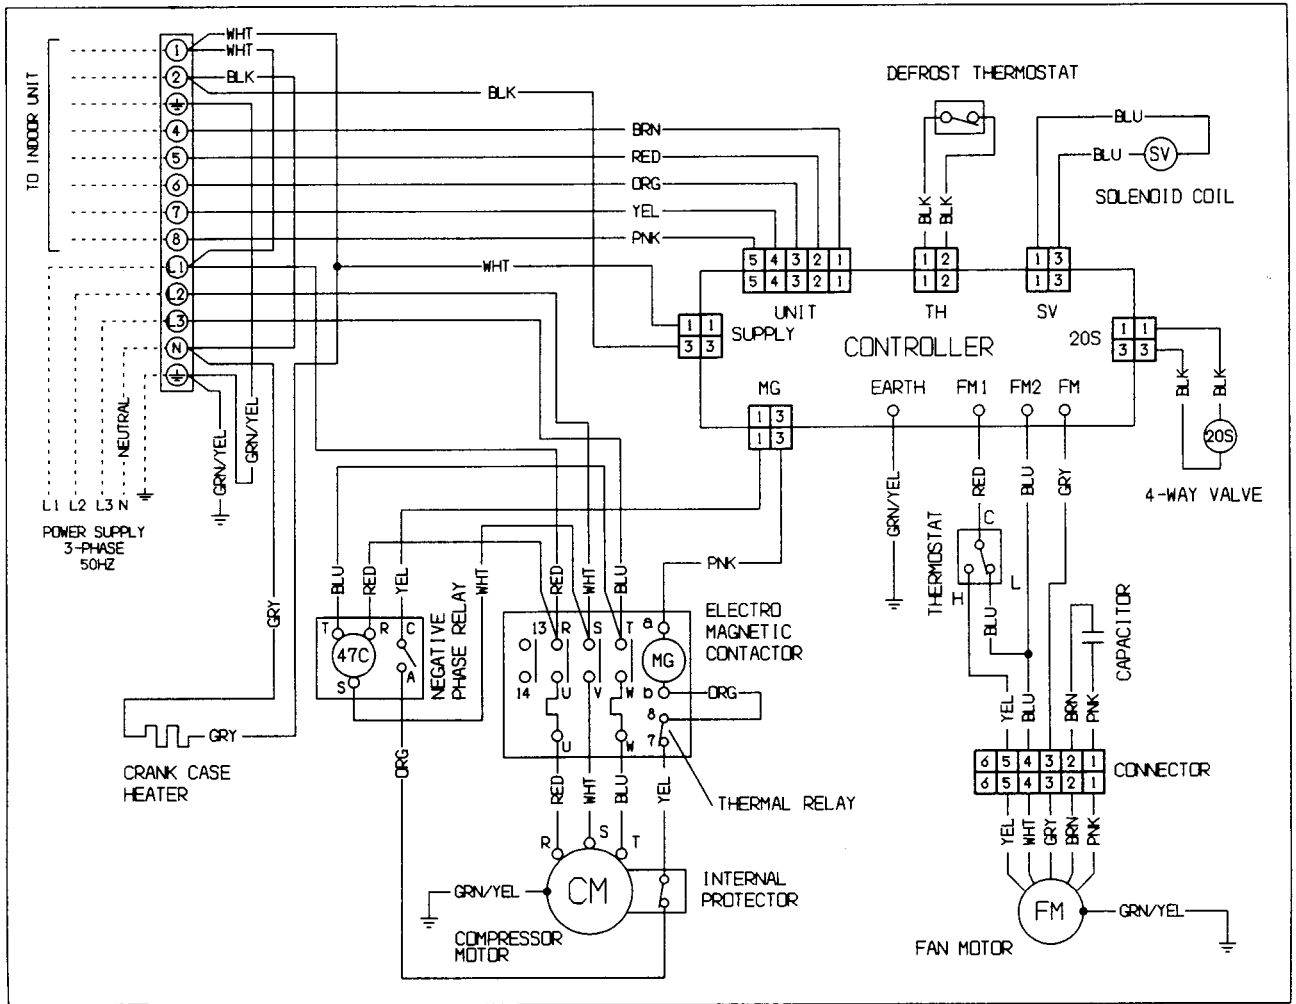 WHT
1
WHT
TO INDOOR UNIT
2
BLK
BLK
DEFROST THERMOSTAT
BLU
4
BRN
5
RED
BLU
SV
6
ORG
SOLENOID COIL
7
YEL
BLK
BLK
8
PNK
L1
WHT
5 4 3 2 1
5 4 3 2 1
1 2
1 2
1 3
1 3
L2
UNIT
TH
SV
L3
1 1
3 3
SUPPLY
CONTROLLER
20S
1 1
3 3
N
MG
EARTH
FM1
FM2
FM
BLK
BLK
1 3
1 3
NEUTRAL
GRN/YEL
GRN/YEL
20S
4-WAY VALVE
L1 L2 L3 N
POWER SUPPLY
3-PHASE
50HZ
GRN/YEL
RED
BLU
GRY
THERMOSTAT
C
H
L
BLU
PNK
BLU
RED
YEL
WHT
RED
WHT
BLU
GRY
T
R
C
47C
S
A
NEGATIVE
PHASE RELAY
13 R
S
T
a
MG
14
U
V
W
b
ORG
8
7
U
W
ELECTRO
MAGNETIC
CONTACTOR
CAPACITOR
YEL
BLU
BRN
PNK
GRY
CRANK CASE
HEATER
ORG
RED
WHT
BLU
YEL
THERMAL RELAY
6 5 4 3 2 1
6 5 4 3 2 1
CONNECTOR
YEL
WHT
GRY
BRN
PNK
R
S
T
CM
GRN/YEL
INTERNAL
PROTECTOR
COMPRESSOR
MOTOR
FM
GRN/YEL
FAN MOTOR